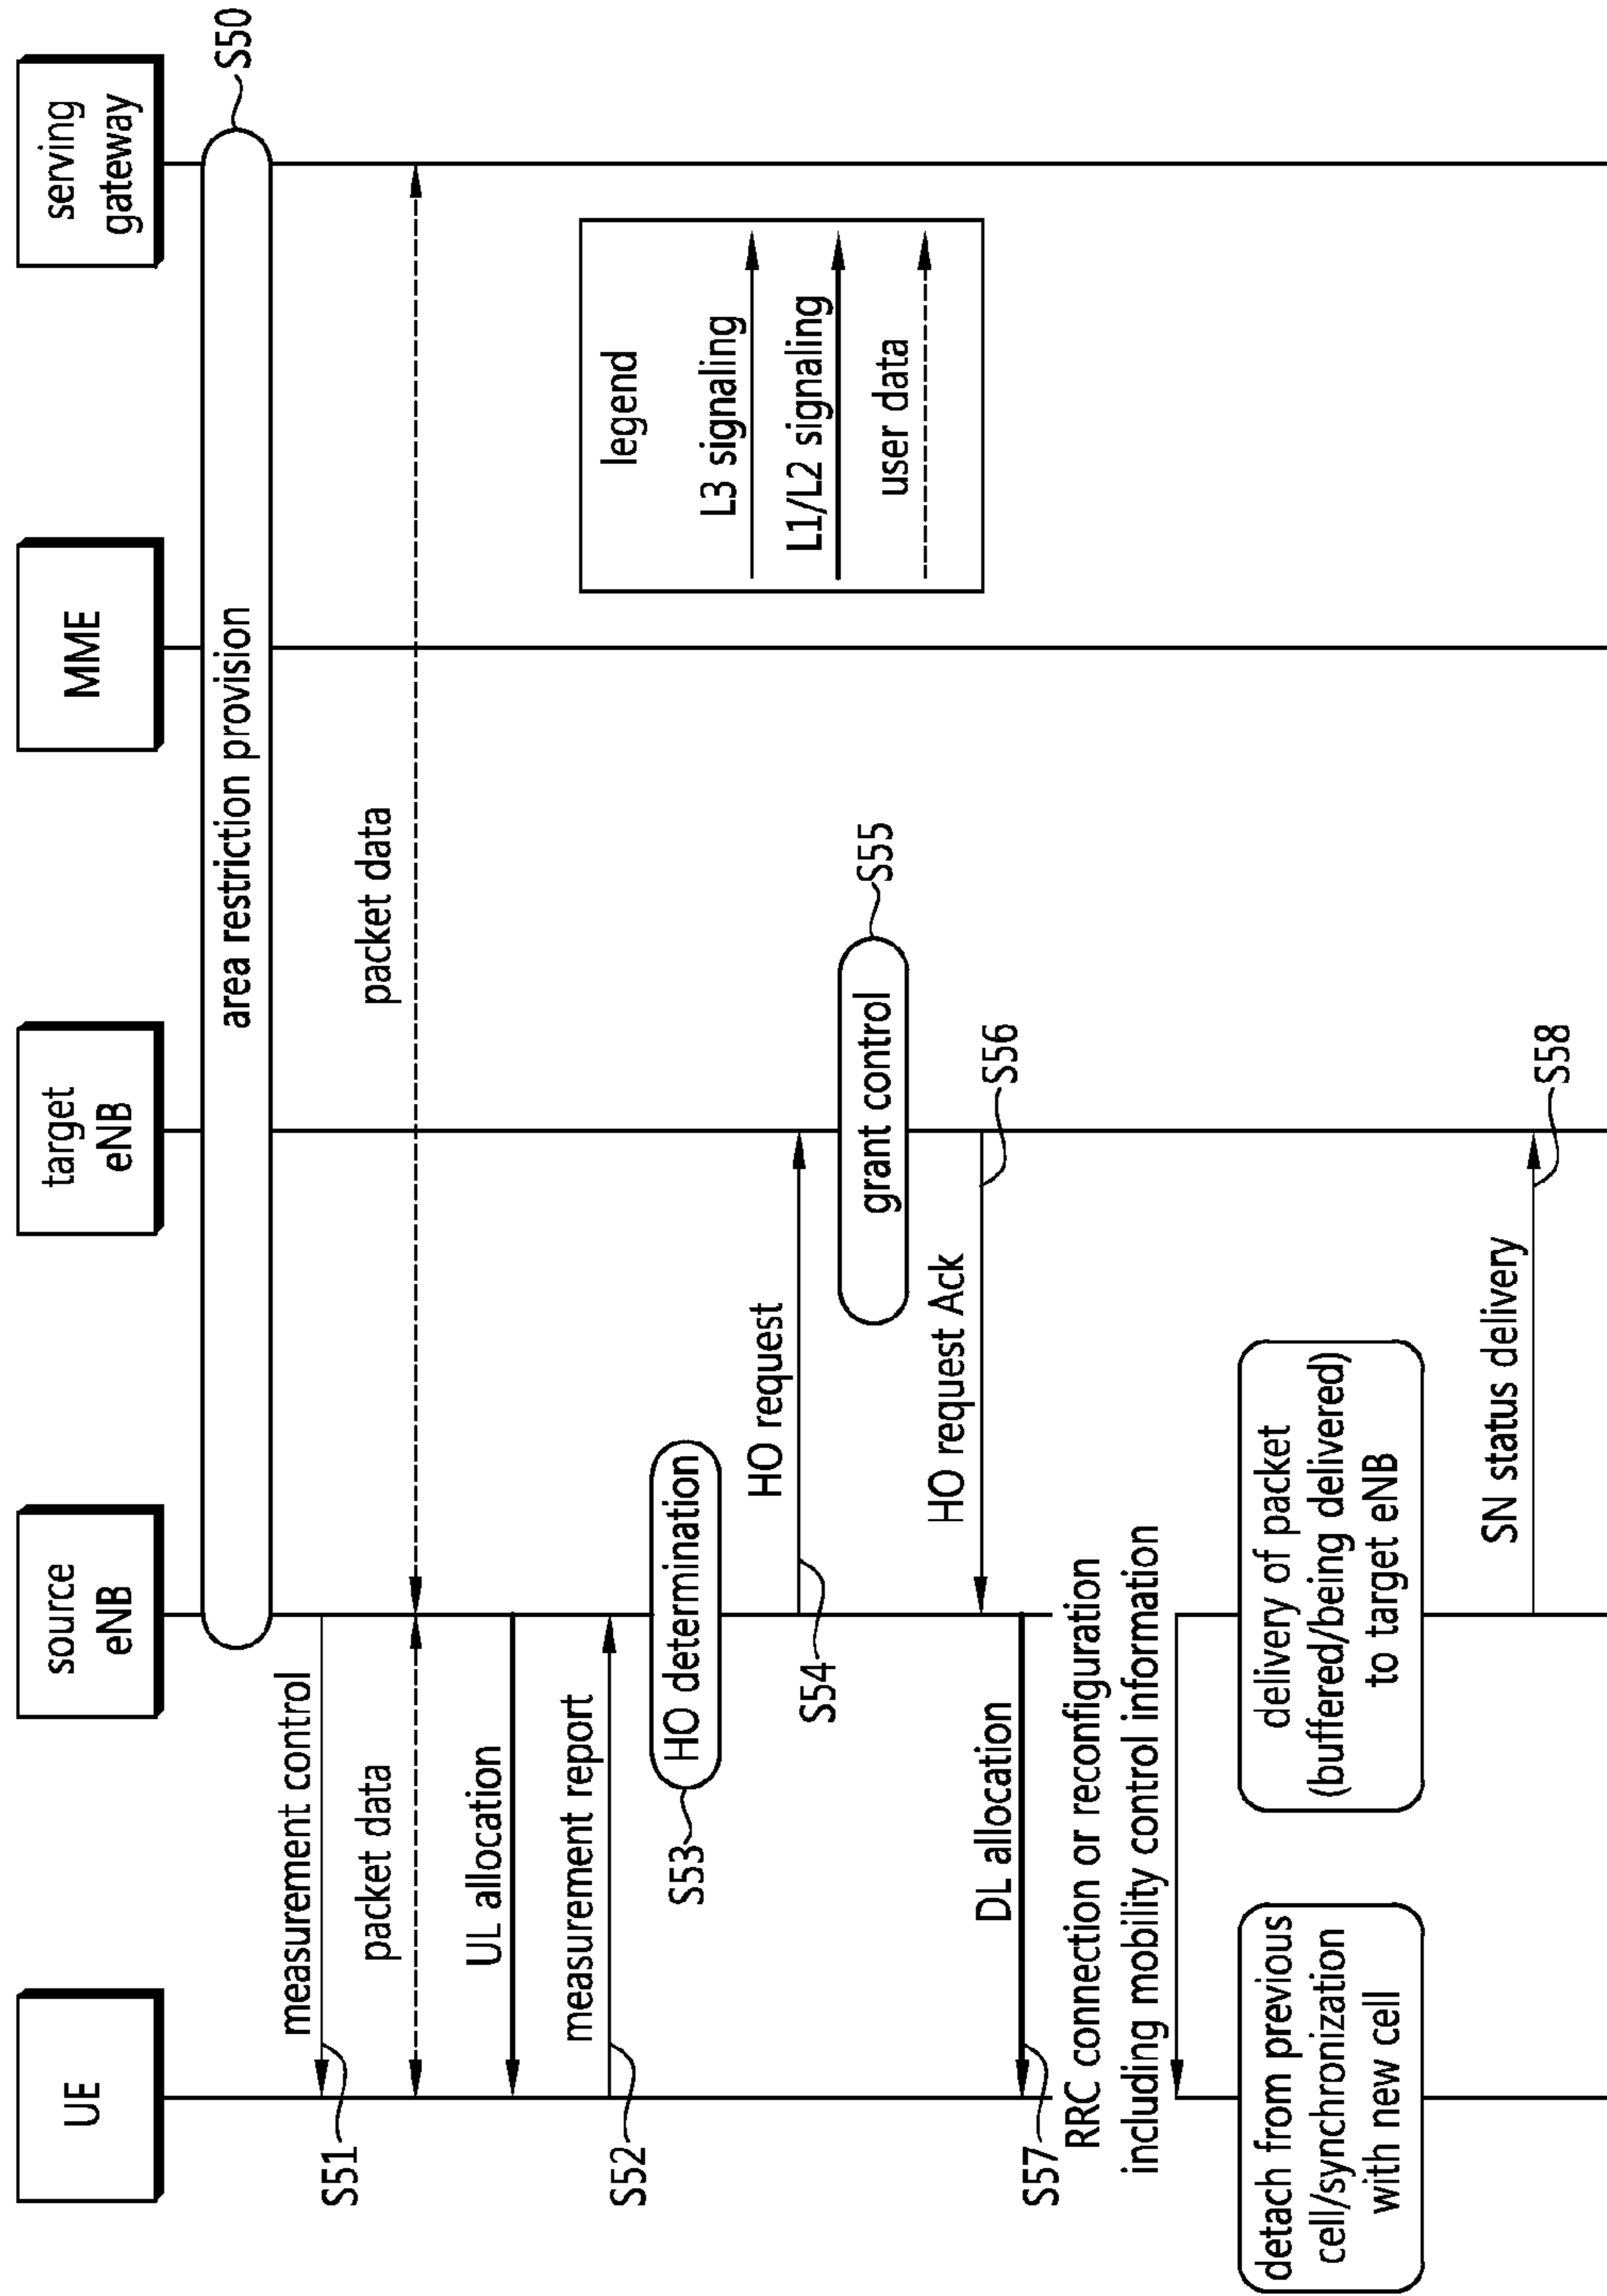 UE
source
eNB
target
eNB
MME
serving
gateway
area restriction provision
S50
measurement control
S51
packet data
packet data
UL allocation
measurement report
S52
HO determination
S53
legend
L3 signaling
L1/L2 signaling
user data
HO request
S54
grant control
S55
HO request Ack
S56
DL allocation
S57
RRC connection or reconfiguration
including mobility control information
detach from previous
cell/synchronization
with new cell
delivery of packet
(buffered/being delivered)
to target eNB
SN status delivery
S58